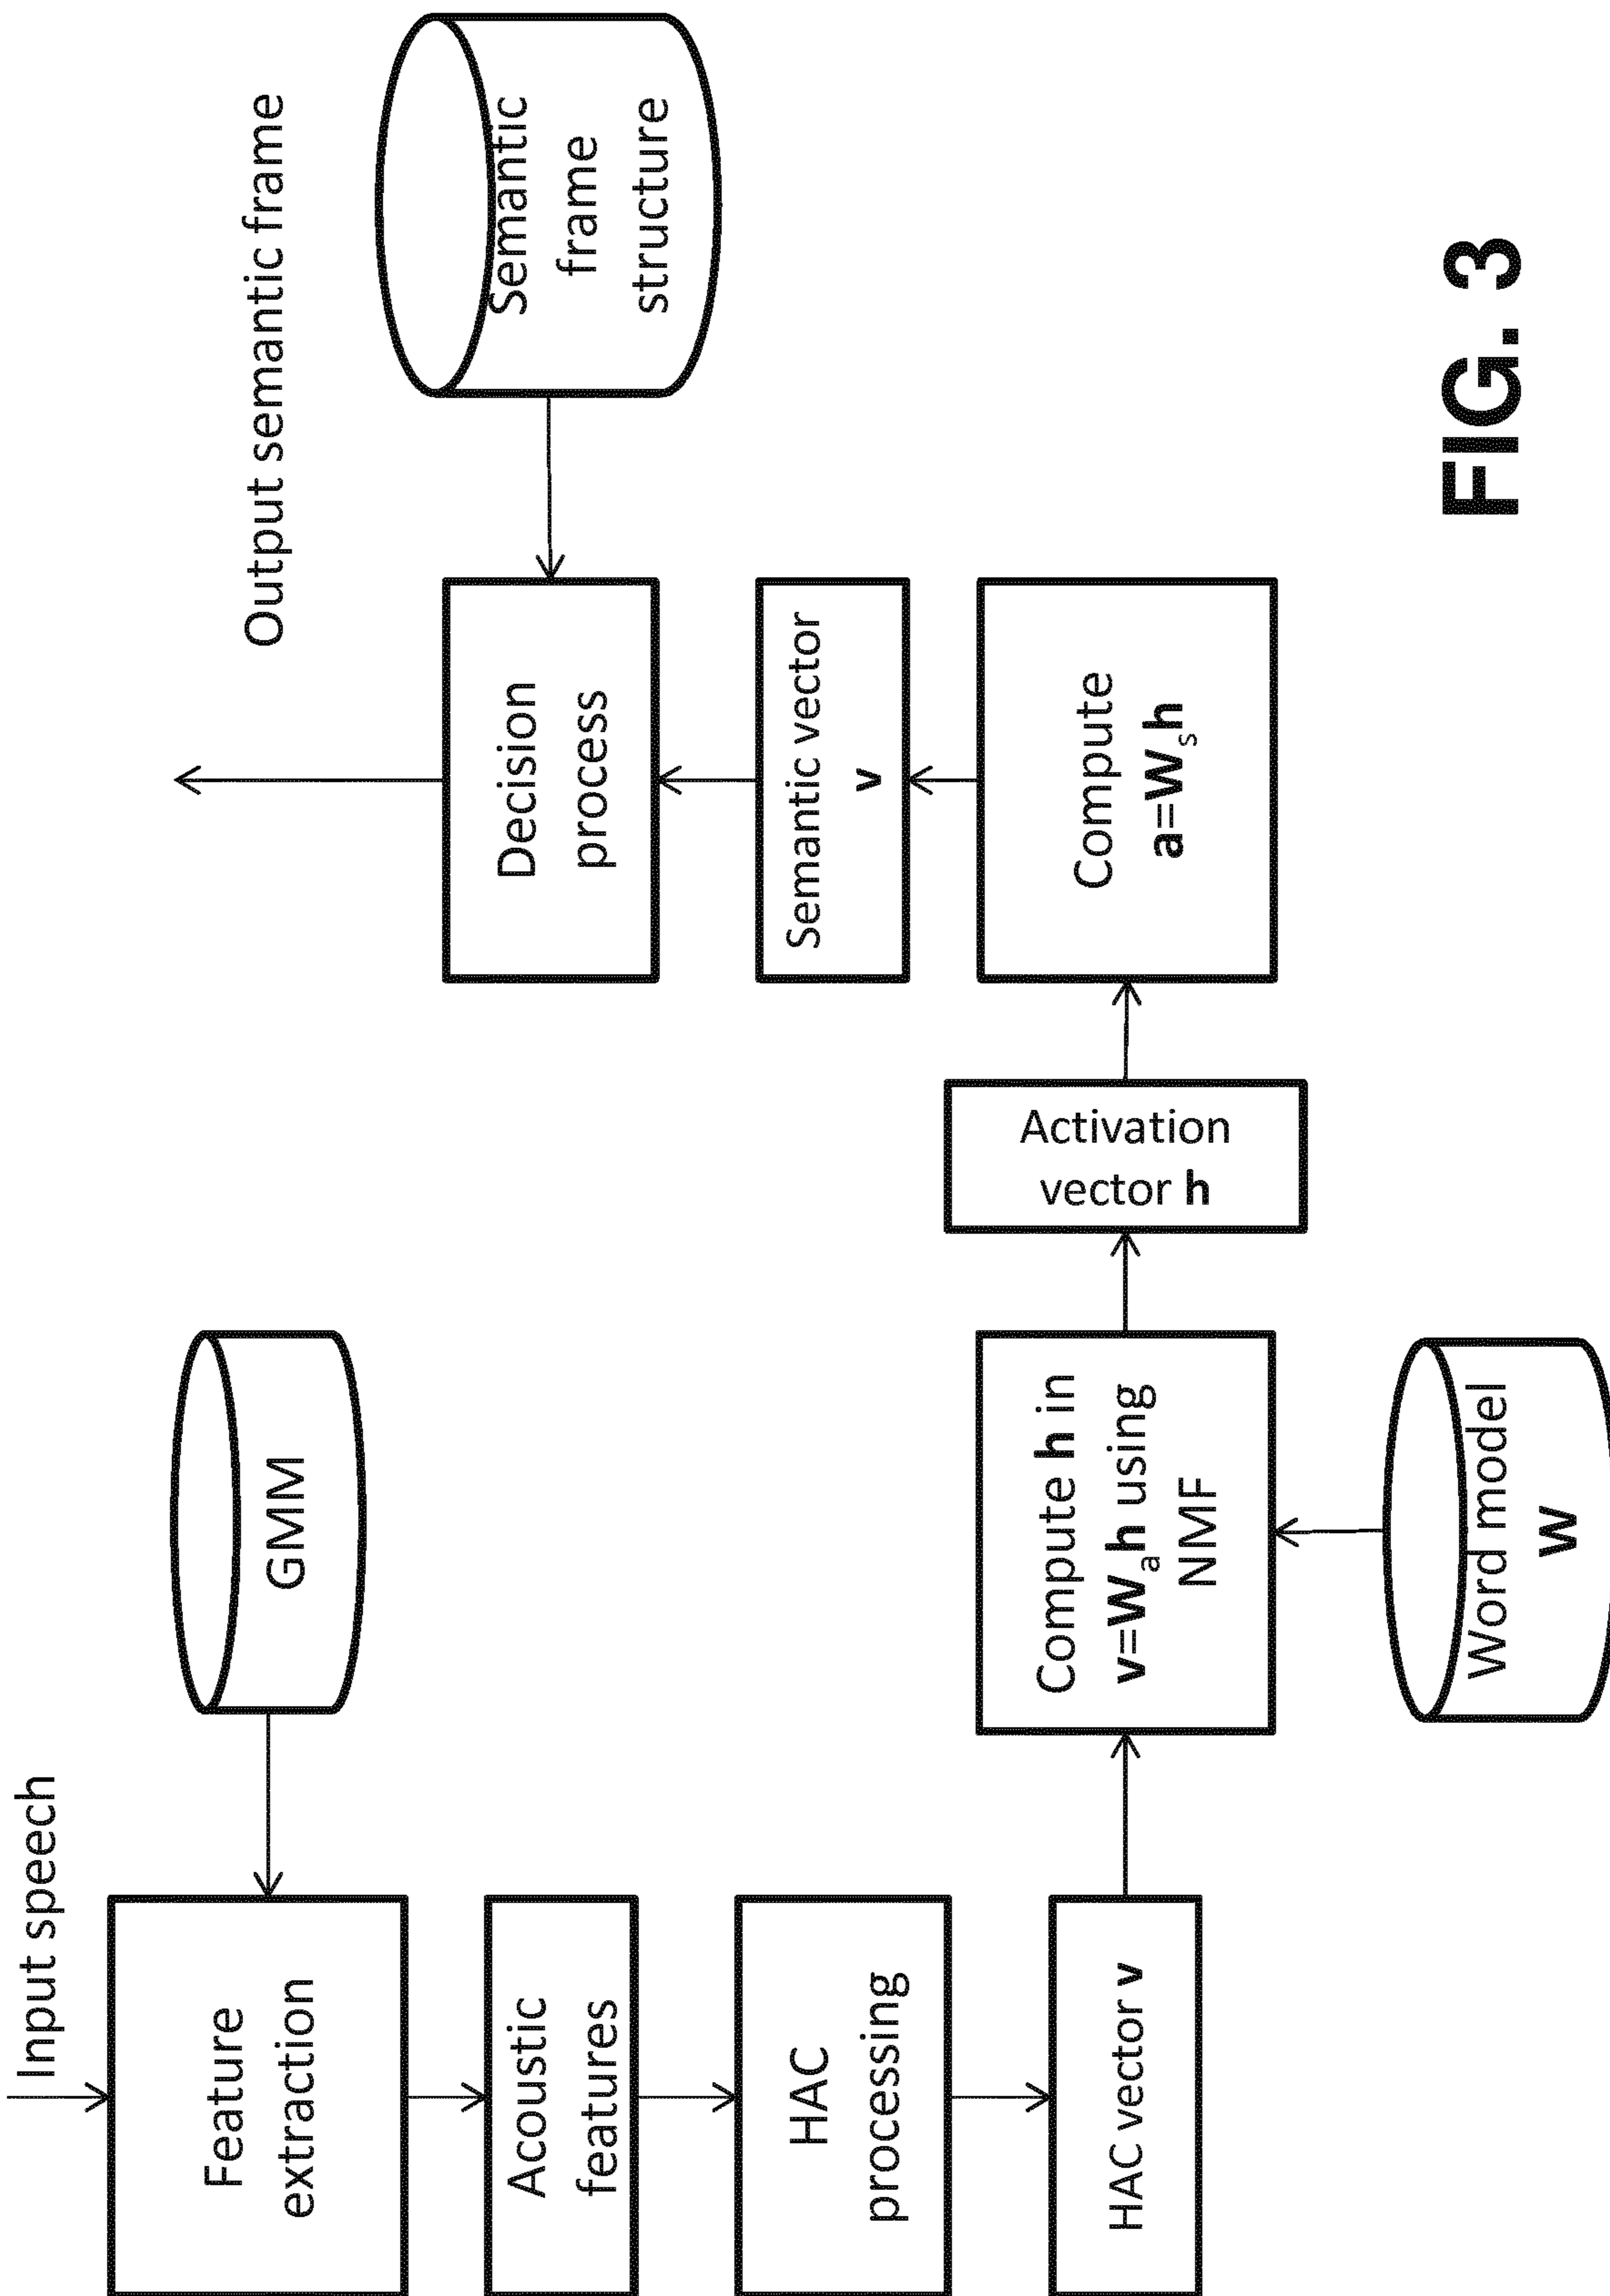 Input speech
Feature
extraction
GMM
Acoustic
features
HAC
processing
HAC vector v
Compute h in
v=Wah using
NMF
Word model
W
Activation
vector h
Compute
a=Wsh
Semantic vector
v
Decision
process
Semantic
frame
structure
Output semantic frame
FIG. 3